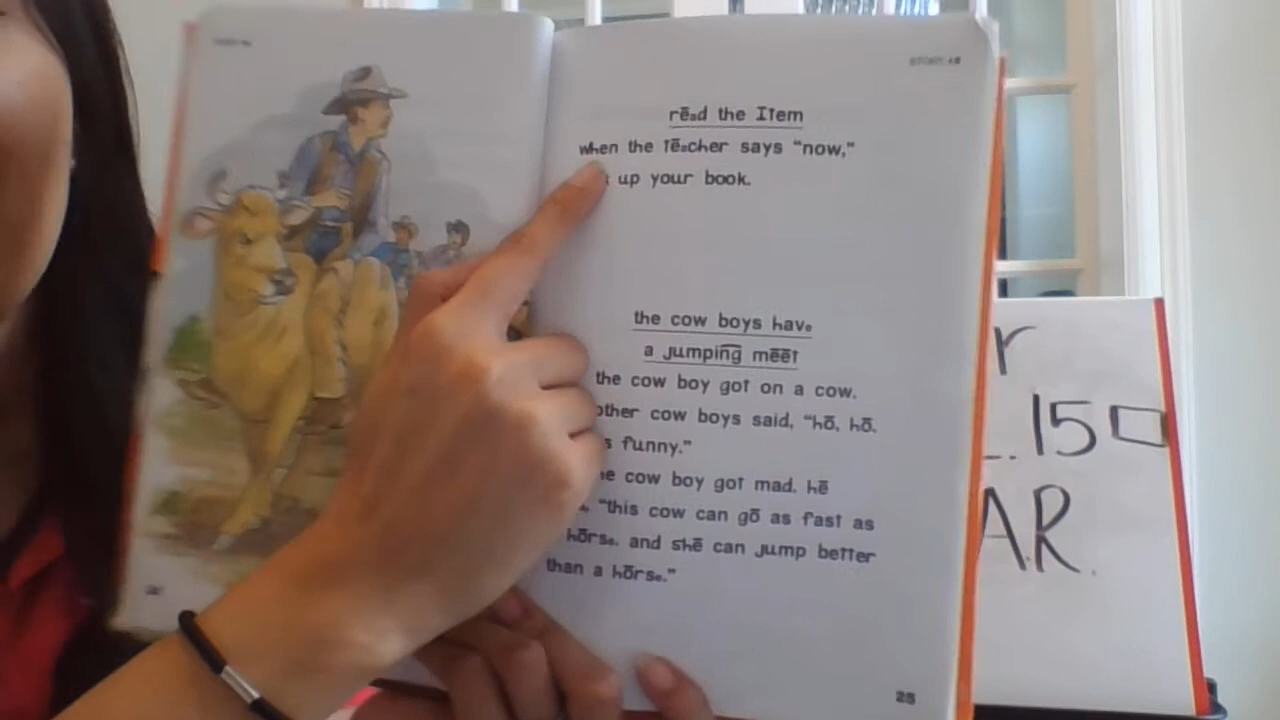 STORY 48
rēad the Item
when the tēacher says "now,"
up your book.
the cow boys have
a jumping mēēt
the cow boy got on a cow.
other cow boys said, "hō, hō.
funny."
cow boy got mad. hē
"this cow can gō as fast as
hōrse. and shē can jump better
than a hōrse."
25
r
150
A.R.